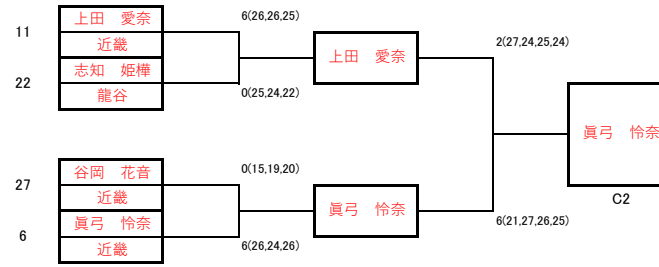 11
上田　愛奈
近畿
6(26,26,25)
22
志知　姫樺
龍谷
0(25,24,22)
上田　愛奈
2(27,24,25,24)
27
谷岡　花音
近畿
0(15,19,20)
6
眞弓　怜奈
近畿
6(26,24,26)
眞弓　怜奈
6(21,27,26,25)
眞弓　怜奈
C2